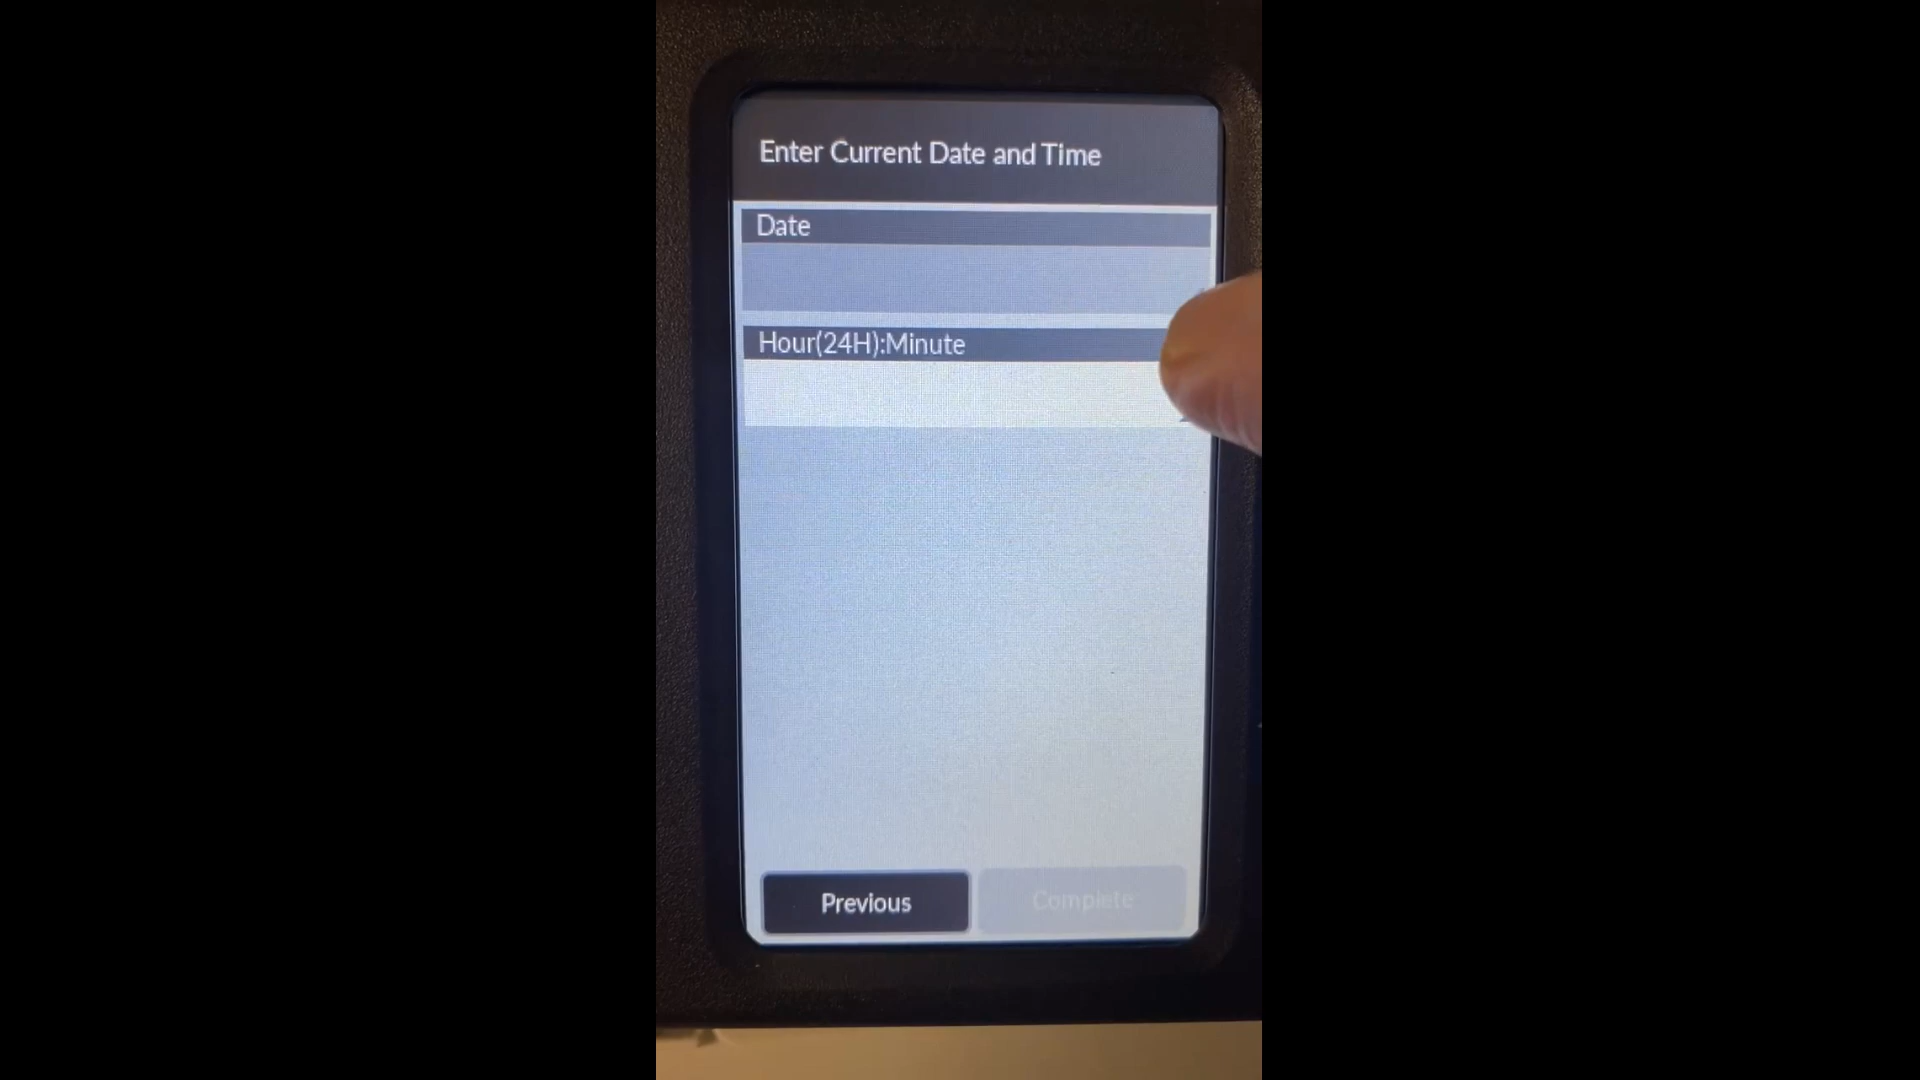 Enter Current Date and Time
Date
Hour(24H):Minute
Previous
Complete